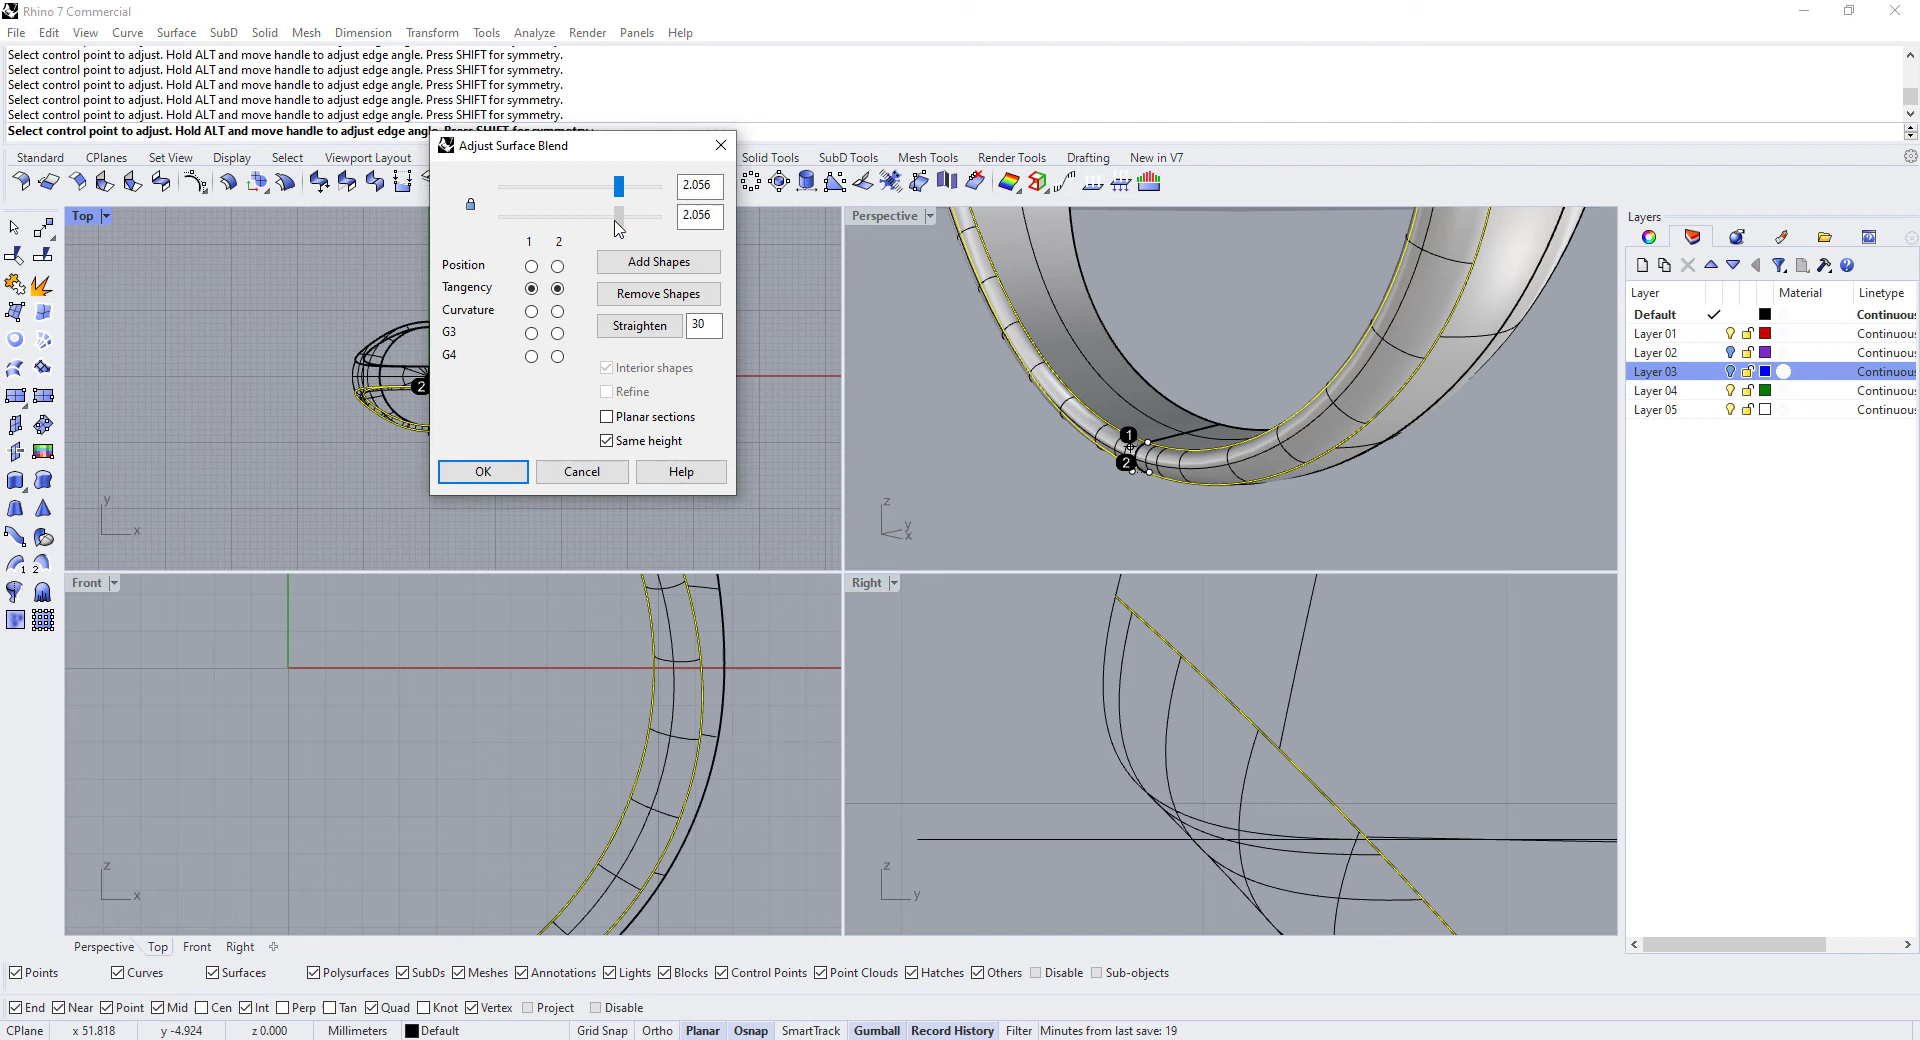 Rhino 7 Commercial
File Edit View Curve Surface SubD Solid Mesh Dimension Transform Tools Analyze Render Panels Help
Select control point to adjust. Hold ALT and move handle to adjust edge angle. Press SHIFT for symmetry.
Select control point to adjust. Hold ALT and move handle to adjust edge angle. Press SHIFT for symmetry.
Select control point to adjust. Hold ALT and move handle to adjust edge angle. Press SHIFT for symmetry.
Select control point to adjust. Hold ALT and move handle to adjust edge angle. Press SHIFT for symmetry.
Select control point to adjust. Hold ALT and move handle to adjust edge angle. Press SHIFT for symmetry.
Select control point to adjust. Hold ALT and move handle to adjust edge angle. Press SHIFT for symmetry.
Standard CPlanes Set View Display Select Viewport Layout Solid Tools SubD Tools Mesh Tools Render Tools Drafting New in V7
Adjust Surface Blend
2.056
2.056
1 2
Position
Tangency
Curvature
G3
G4
Add Shapes
Remove Shapes
Straighten 30
Interior shapes
Refine
Planar sections
Same height
OK Cancel Help
Top
2
y
x
Perspective
1
2
z
y
x
Front
z
x
Right
z
y
Layers
Layer Material Linetype
Default Continuous
Layer 01 Continuous
Layer 02 Continuous
Layer 03 Continuous
Layer 04 Continuous
Layer 05 Continuous
1 2
Perspective Top Front Right
Points Curves Surfaces Polysurfaces SubDs Meshes Annotations Lights Blocks Control Points Point Clouds Hatches Others Disable Sub-objects
End Near Point Mid Cen Int Perp Tan Quad Knot Vertex Project Disable
CPlane x 51.818 y -4.924 z 0.000 Millimeters Default Grid Snap Ortho Planar Osnap SmartTrack Gumball Record History Filter Minutes from last save: 19